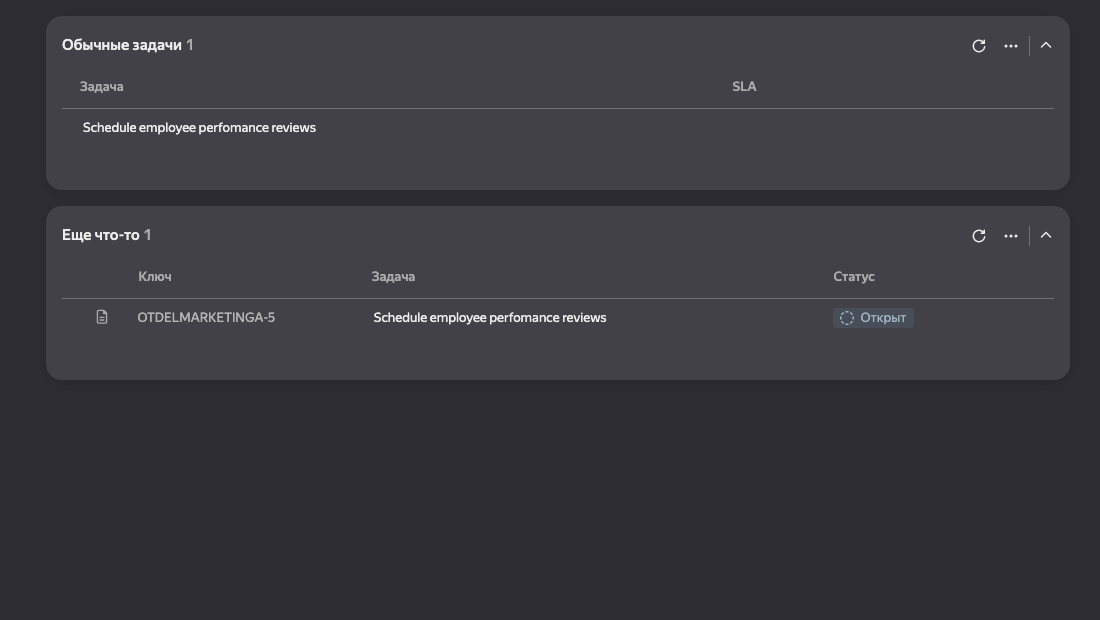 Обычные задачи 1
Задача SLA
Schedule employee perfomance reviews
Еще что-то 1
Ключ Задача Статус
OTDELMARKETINGA-5 Schedule employee perfomance reviews Открыт